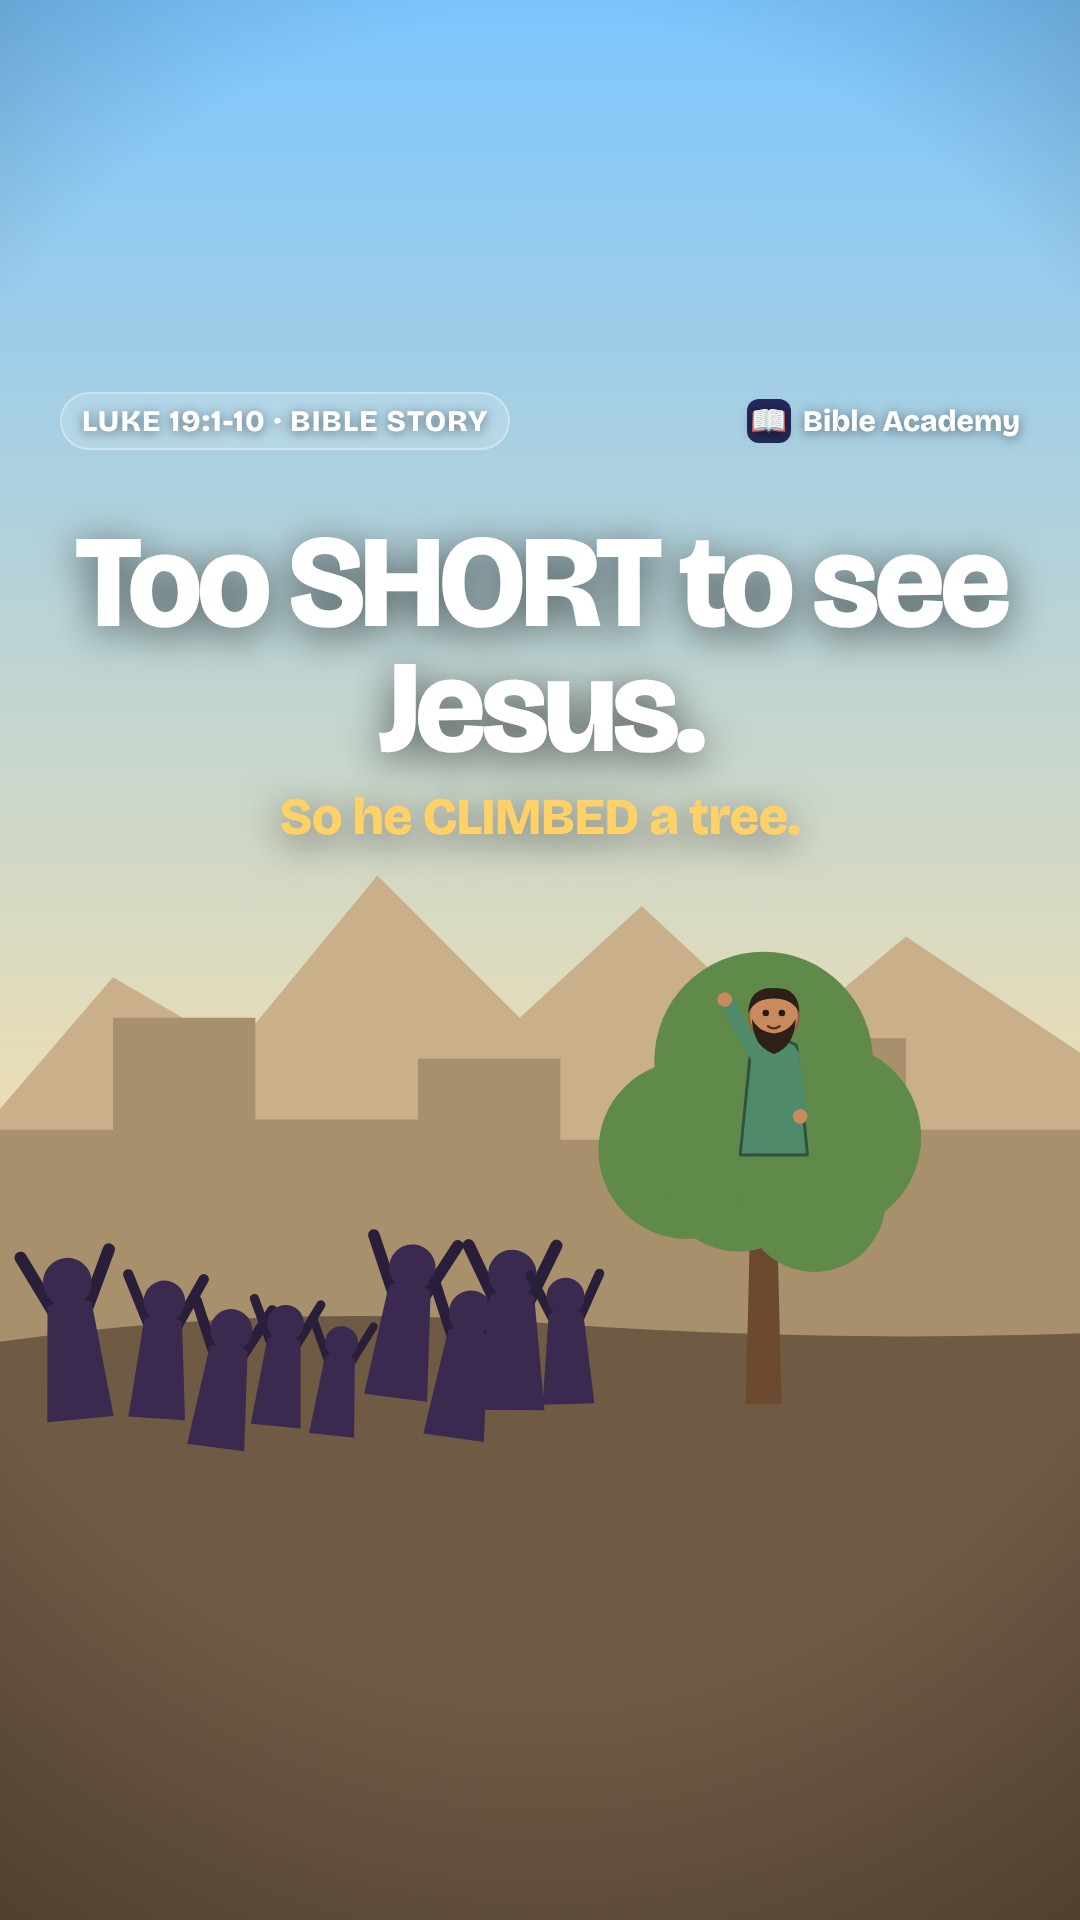 LUKE 19:1-10 · BIBLE STORY
Bible Academy
Too SHORT to see
Jesus.
So he CLIMBED a tree.